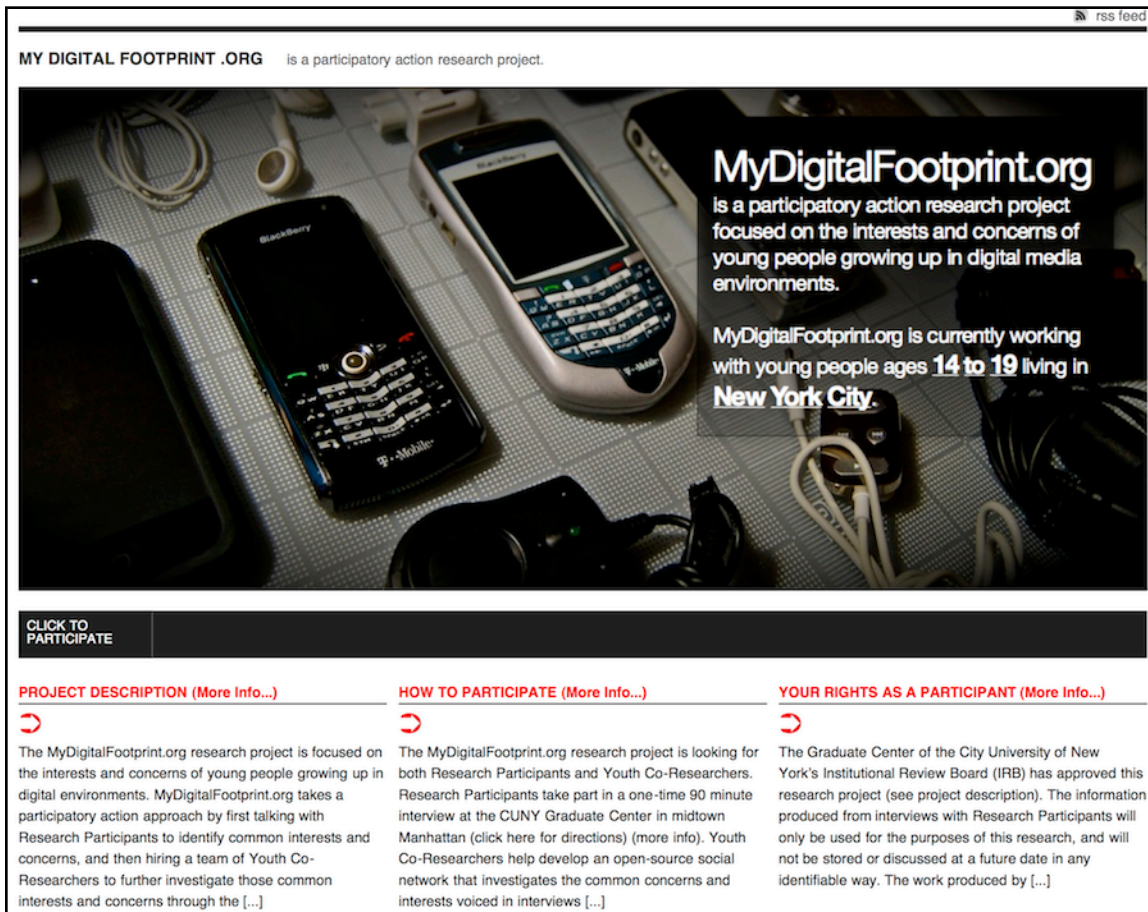 rss feed
MY DIGITAL FOOTPRINT .ORG is a participatory action research project.
BlackBerry
BlackBerry
T··Mobile·
T··Mobile·
MyDigitalFootprint.org
is a participatory action research project
focused on the interests and concerns of
young people growing up in digital media
environments.
MyDigitalFootprint.org is currently working
with young people ages 14 to 19 living in
New York City.
CLICK TO
PARTICIPATE
PROJECT DESCRIPTION (More Info...)
The MyDigitalFootprint.org research project is focused on
the interests and concerns of young people growing up in
digital environments. MyDigitalFootprint.org takes a
participatory action approach by first talking with
Research Participants to identify common interests and
concerns, and then hiring a team of Youth Co-
Researchers to further investigate those common
interests and concerns through the [...]
HOW TO PARTICIPATE (More Info...)
The MyDigitalFootprint.org research project is looking for
both Research Participants and Youth Co-Researchers.
Research Participants take part in a one-time 90 minute
interview at the CUNY Graduate Center in midtown
Manhattan (click here for directions) (more info). Youth
Co-Researchers help develop an open-source social
network that investigates the common concerns and
interests voiced in interviews [...]
YOUR RIGHTS AS A PARTICIPANT (More Info...)
The Graduate Center of the City University of New
York's Institutional Review Board (IRB) has approved this
research project (see project description). The information
produced from interviews with Research Participants will
only be used for the purposes of this research, and will
not be stored or discussed at a future date in any
identifiable way. The work produced by [...]